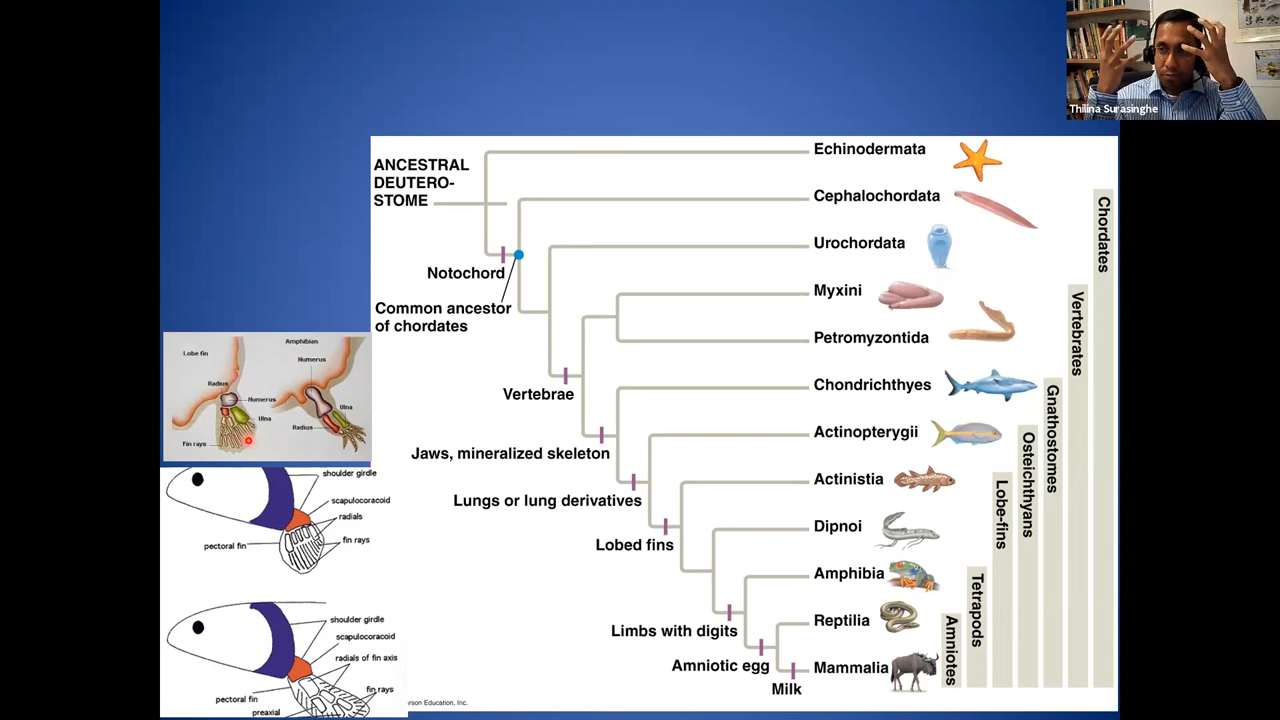 Thilina Surasinghe
ANCESTRAL
DEUTERO-
STOME
Notochord
Common ancestor
of chordates
Vertebrae
Jaws, mineralized skeleton
Lungs or lung derivatives
Lobed fins
Limbs with digits
Amniotic egg
Milk
Echinodermata
Cephalochordata
Urochordata
Myxini
Petromyzontida
Chondrichthyes
Actinopterygii
Actinistia
Dipnoi
Amphibia
Reptilia
Mammalia
Chordates
Vertebrates
Gnathostomes
Osteichthyans
Lobe-fins
Tetrapods
Amniotes
Lobe fin
Radius
Humerus
Ulna
Fin rays
Amphibian
Humerus
Ulna
Radius
shoulder girdle
scapulocoracoid
radials
fin rays
pectoral fin
shoulder girdle
scapulocoracoid
radials of fin axis
fin rays
pectoral fin
preaxial
arson Education, Inc.